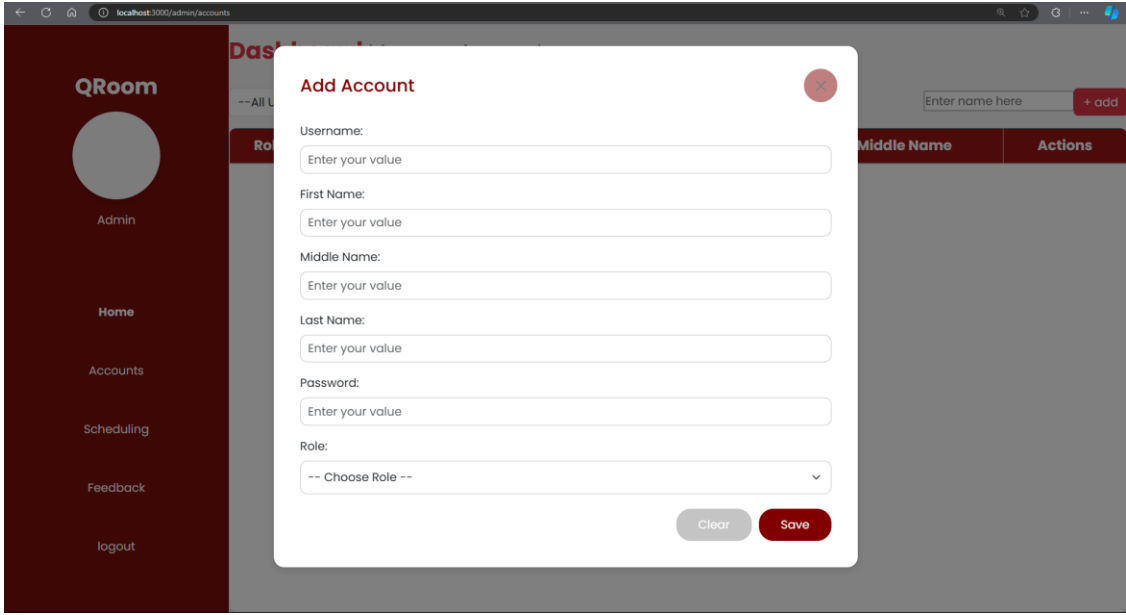 localhost:3000/admin/accounts
QRoom
Admin
Home
Accounts
Scheduling
Feedback
logout
--All U
Enter name here
+ add
Middle Name
Actions
Add Account
Username:
Enter your value
First Name:
Enter your value
Middle Name:
Enter your value
Last Name:
Enter your value
Password:
Enter your value
Role:
-- Choose Role --
Clear
Save